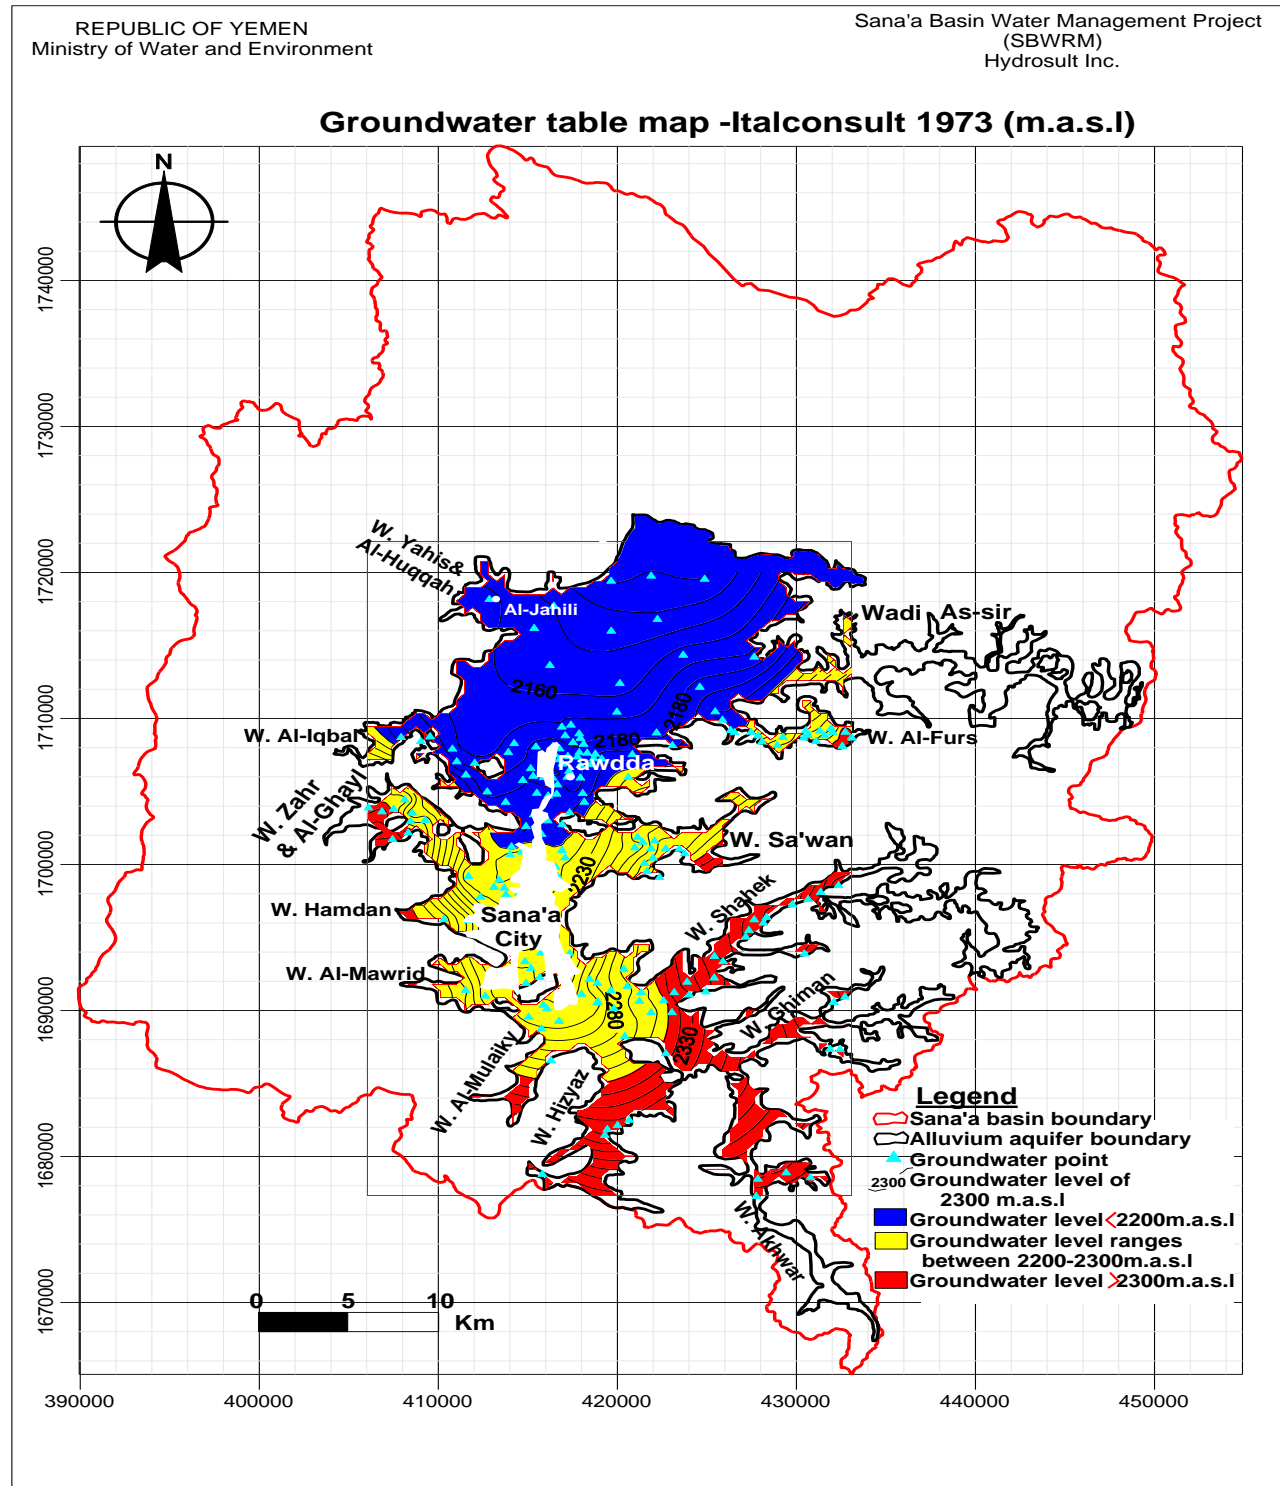 REPUBLIC OF YEMEN
Ministry of Water and Environment
Sana'a Basin Water Management Project
(SBWRM)
Hydrosult Inc.
Groundwater table map -Italconsult 1973 (m.a.s.l)
N
1740000
1730000
1720000
1710000
1700000
1690000
1680000
1670000
W. Yahis&
Al-Huqqah
Al-Janili
Wadi As-sir
2160
2180
2180
W. Al-Iqbal
W. Al-Furs
Rawdda
W. Zahr
& Al-Ghayl
W. Sa'wan
2230
W. Hamdan
Sana'a
City
W. Shahek
W. Al-Mawrid
W. Ghiman
2280
2330
W. Al-Mulaiky
W. Hizyaz
W. Akhwar
Legend
Sana'a basin boundary
Alluvium aquifer boundary
Groundwater point
2300 Groundwater level of
2300 m.a.s.l
Groundwater level <2200m.a.s.l
Groundwater level ranges
between 2200-2300m.a.s.l
Groundwater level >2300m.a.s.l
0 5 10
Km
390000 400000 410000 420000 430000 440000 450000